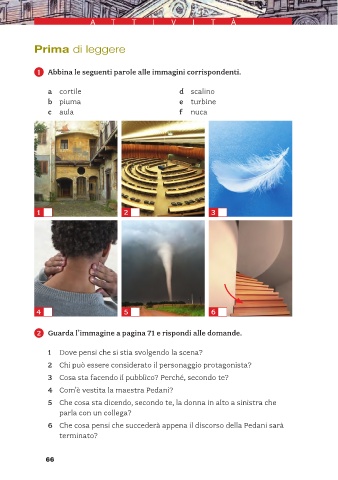 ATTIVITÀ
Prima di leggere
1 Abbina le seguenti parole alle immagini corrispondenti.
a cortile
b piuma
c aula
d scalino
e turbine
f nuca
1
2
3
4
5
6
2 Guarda l'immagine a pagina 71 e rispondi alle domande.
1 Dove pensi che si stia svolgendo la scena?
2 Chi può essere considerato il personaggio protagonista?
3 Cosa sta facendo il pubblico? Perché, secondo te?
4 Com'è vestita la maestra Pedani?
5 Che cosa sta dicendo, secondo te, la donna in alto a sinistra che
parla con un collega?
6 Che cosa pensi che succederà appena il discorso della Pedani sarà
terminato?
66